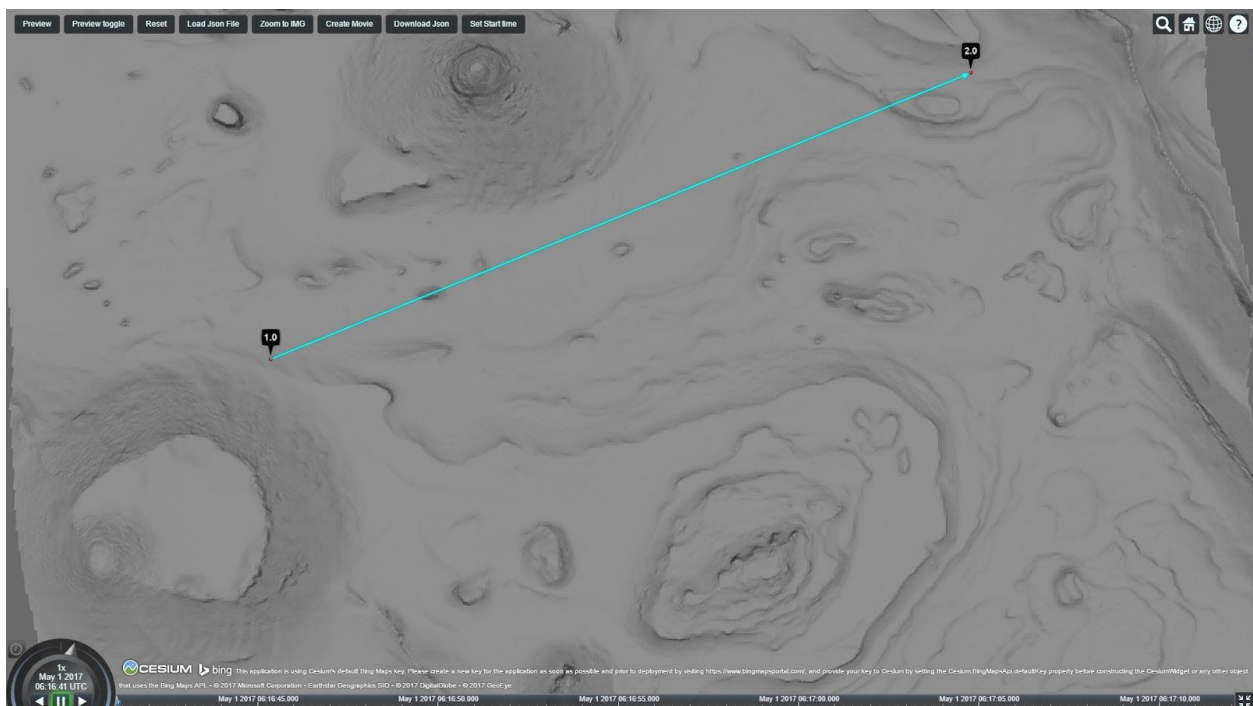 Preview Preview toggle Reset Load Json File Zoom to IMG Create Movie Download Json Set Start time ?
2.0
1.0
1x
May 1 2017
06:16:41 UTC
CESIUM bing This application is using Cesium's default Bing Maps key. Please create a new key for the application as soon as possible and prior to deployment by visiting https://www.bingmapsportal.com/, and provide your key to Cesium by setting the Cesium.BingMapsApi.defaultKey property before constructing the CesiumWidget or any other object
that uses the Bing Maps API. • © 2017 Microsoft Corporation • Earthstar Geographics SIO • © 2017 DigitalGlobe • © 2017 GeoEye
May 1 2017 06:16:45.000 May 1 2017 06:16:50.000 May 1 2017 06:16:55.000 May 1 2017 06:17:00.000 May 1 2017 06:17:05.000 May 1 2017 06:17:10.000